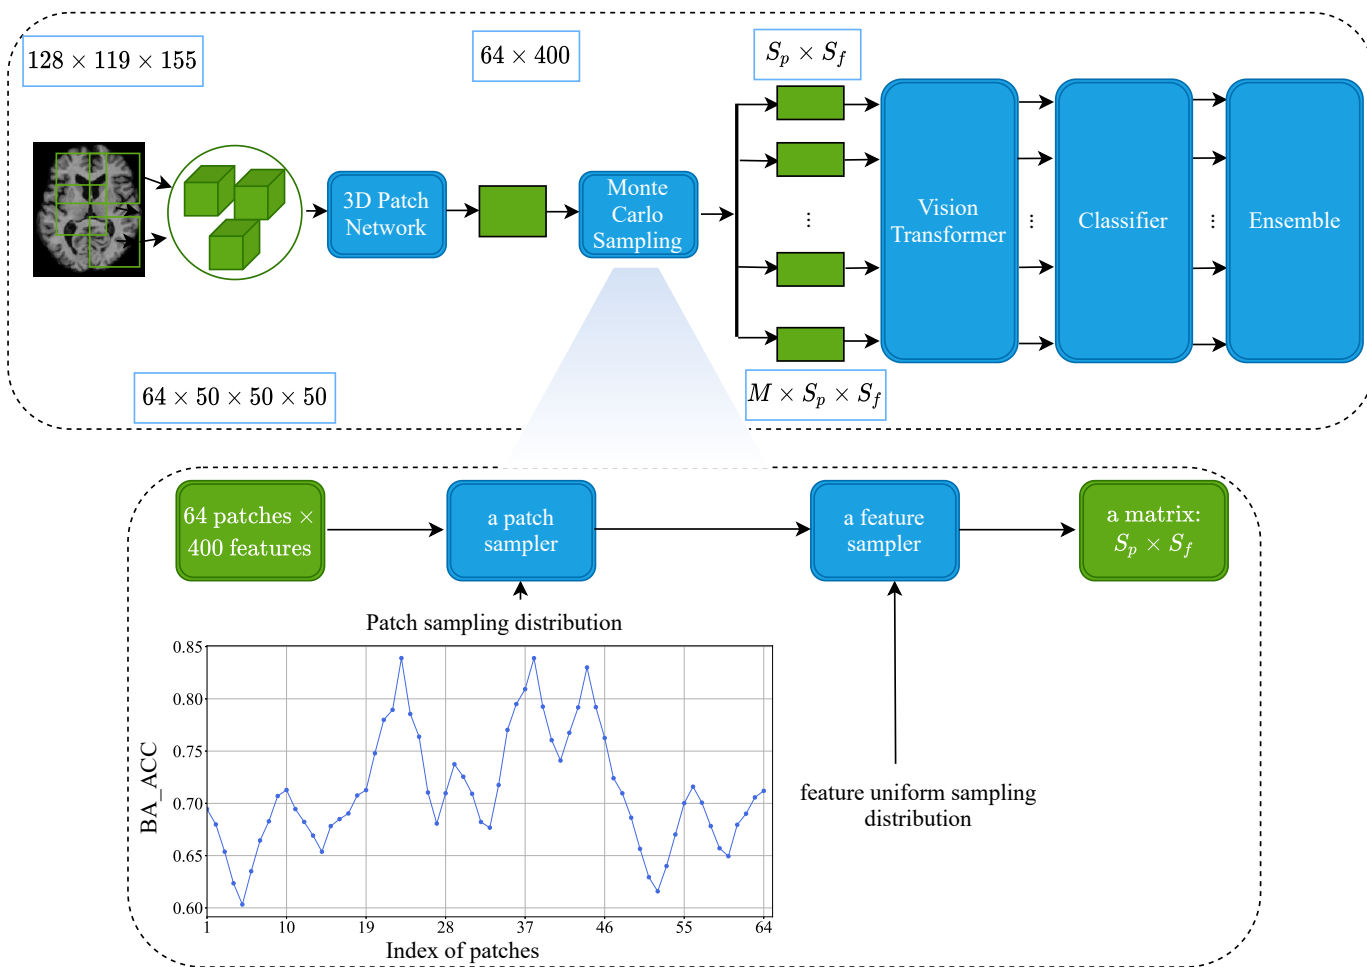 128 × 119 × 155
64 × 400
S_p × S_f
3D Patch
Network
Monte
Carlo
Sampling
Vision
Transformer
Classifier
Ensemble
64 × 50 × 50 × 50
M × S_p × S_f
64 patches ×
400 features
a patch
sampler
a feature
sampler
a matrix:
S_p × S_f
Patch sampling distribution
0.85
0.80
0.75
0.70
0.65
0.60
BA_ACC
1 10 19 28 37 46 55 64
Index of patches
feature uniform sampling
distribution